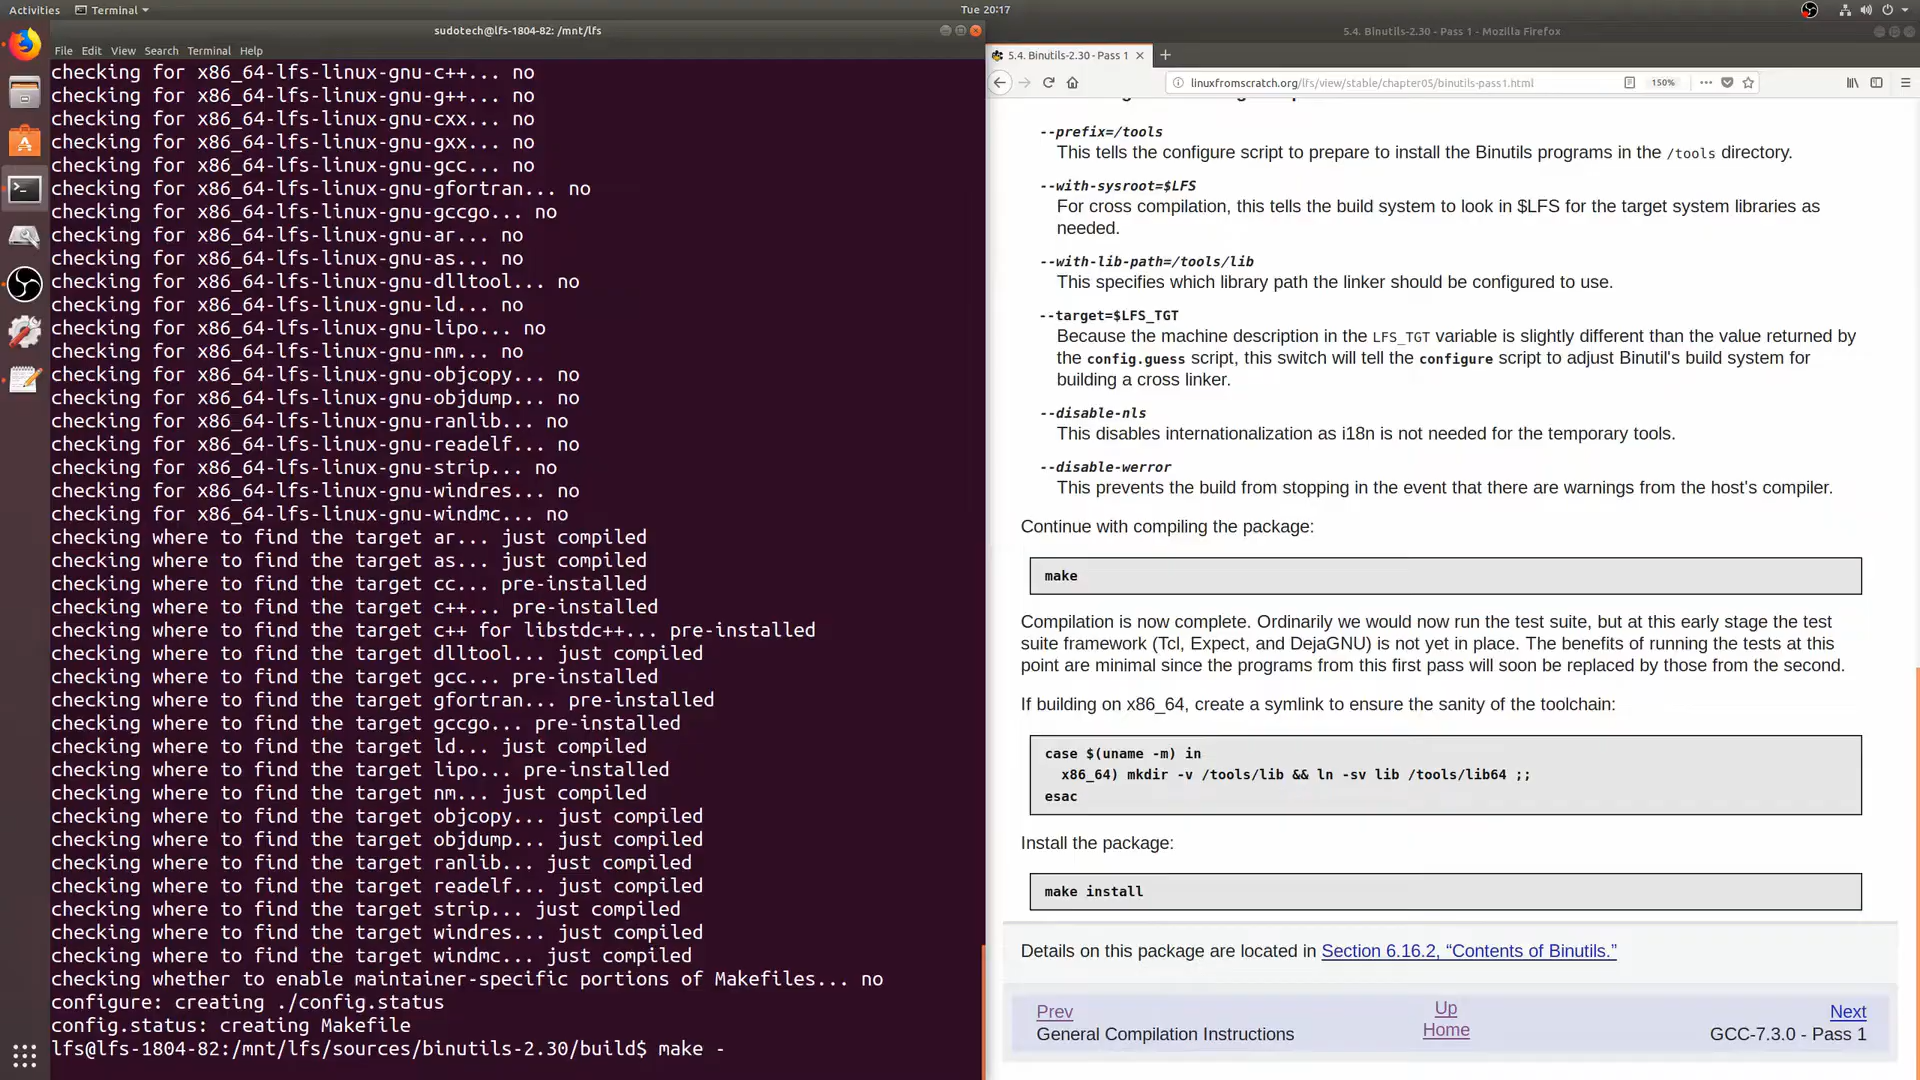 Activities
Terminal
Tue 20:17
sudotech@lfs-1804-82: /mnt/lfs
File Edit View Search Terminal Help
checking for x86_64-lfs-linux-gnu-c++... no
checking for x86_64-lfs-linux-gnu-g++... no
checking for x86_64-lfs-linux-gnu-cxx... no
checking for x86_64-lfs-linux-gnu-gxx... no
checking for x86_64-lfs-linux-gnu-gcc... no
checking for x86_64-lfs-linux-gnu-gfortran... no
checking for x86_64-lfs-linux-gnu-gccgo... no
checking for x86_64-lfs-linux-gnu-ar... no
checking for x86_64-lfs-linux-gnu-as... no
checking for x86_64-lfs-linux-gnu-dlltool... no
checking for x86_64-lfs-linux-gnu-ld... no
checking for x86_64-lfs-linux-gnu-lipo... no
checking for x86_64-lfs-linux-gnu-nm... no
checking for x86_64-lfs-linux-gnu-objcopy... no
checking for x86_64-lfs-linux-gnu-objdump... no
checking for x86_64-lfs-linux-gnu-ranlib... no
checking for x86_64-lfs-linux-gnu-readelf... no
checking for x86_64-lfs-linux-gnu-strip... no
checking for x86_64-lfs-linux-gnu-windres... no
checking for x86_64-lfs-linux-gnu-windmc... no
checking where to find the target ar... just compiled
checking where to find the target as... just compiled
checking where to find the target cc... pre-installed
checking where to find the target c++... pre-installed
checking where to find the target c++ for libstdc++... pre-installed
checking where to find the target dlltool... just compiled
checking where to find the target gcc... pre-installed
checking where to find the target gfortran... pre-installed
checking where to find the target gccgo... pre-installed
checking where to find the target ld... just compiled
checking where to find the target lipo... pre-installed
checking where to find the target nm... just compiled
checking where to find the target objcopy... just compiled
checking where to find the target objdump... just compiled
checking where to find the target ranlib... just compiled
checking where to find the target readelf... just compiled
checking where to find the target strip... just compiled
checking where to find the target windres... just compiled
checking where to find the target windmc... just compiled
checking whether to enable maintainer-specific portions of Makefiles... no
configure: creating ./config.status
config.status: creating Makefile
lfs@lfs-1804-82:/mnt/lfs/sources/binutils-2.30/build$ make -
5.4. Binutils-2.30 - Pass 1 - Mozilla Firefox
5.4. Binutils-2.30 - Pass 1
linuxfromscratch.org/lfs/view/stable/chapter05/binutils-pass1.html
150%
--prefix=/tools
This tells the configure script to prepare to install the Binutils programs in the /tools directory.
--with-sysroot=$LFS
For cross compilation, this tells the build system to look in $LFS for the target system libraries as
needed.
--with-lib-path=/tools/lib
This specifies which library path the linker should be configured to use.
--target=$LFS_TGT
Because the machine description in the LFS_TGT variable is slightly different than the value returned by
the config.guess script, this switch will tell the configure script to adjust Binutil's build system for
building a cross linker.
--disable-nls
This disables internationalization as i18n is not needed for the temporary tools.
--disable-werror
This prevents the build from stopping in the event that there are warnings from the host's compiler.
Continue with compiling the package:
make
Compilation is now complete. Ordinarily we would now run the test suite, but at this early stage the test
suite framework (Tcl, Expect, and DejaGNU) is not yet in place. The benefits of running the tests at this
point are minimal since the programs from this first pass will soon be replaced by those from the second.
If building on x86_64, create a symlink to ensure the sanity of the toolchain:
case $(uname -m) in
x86_64) mkdir -v /tools/lib && ln -sv lib /tools/lib64 ;;
esac
Install the package:
make install
Details on this package are located in Section 6.16.2, “Contents of Binutils.”
Prev
General Compilation Instructions
Up
Home
Next
GCC-7.3.0 - Pass 1